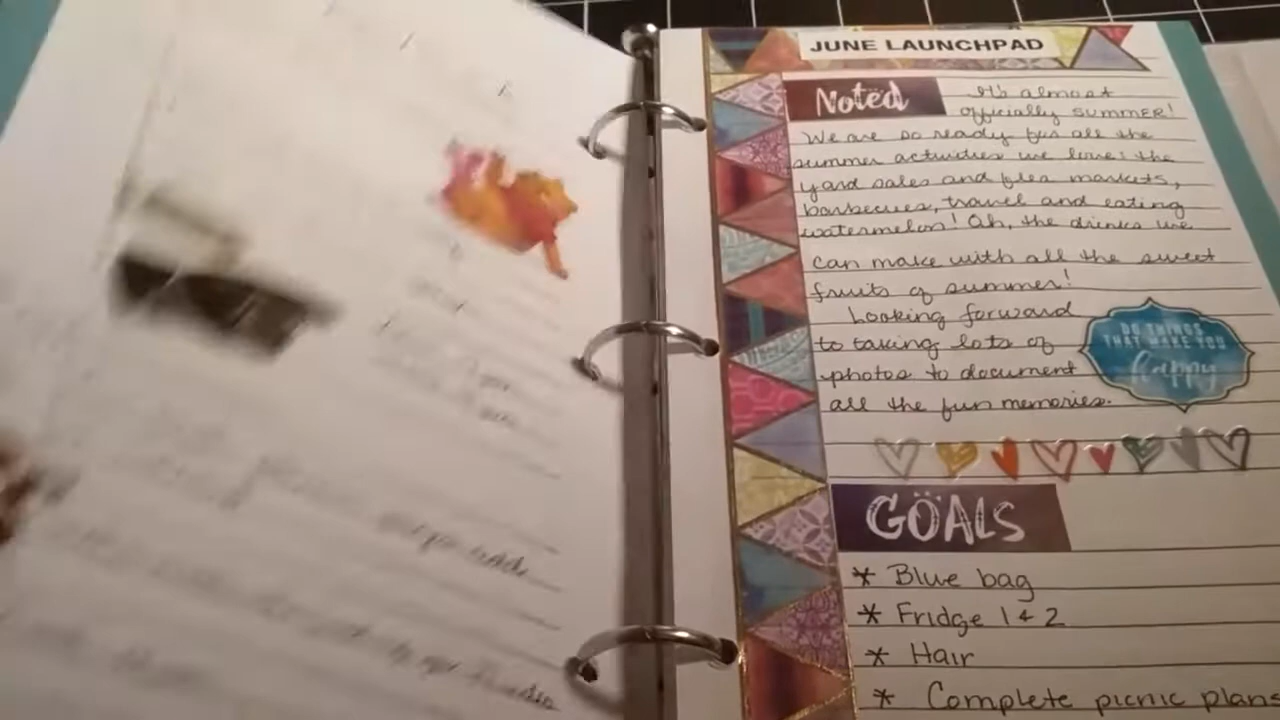 JUNE LAUNCHPAD
Noted
It's almost
officially SUMMER!
We are so ready for all the
summer activities we love: the
yard sales and flea markets,
barbecues, travel and eating
watermelon! Oh, the drinks we
can make with all the sweet
fruits of summer!
Looking forward
to taking lots of
photos to document
all the fun memories.
DO THINGS
THAT MAKE YOU
happy
GOALS
* Blue bag
* Fridge 1 & 2
* Hair
* Complete picnic plans